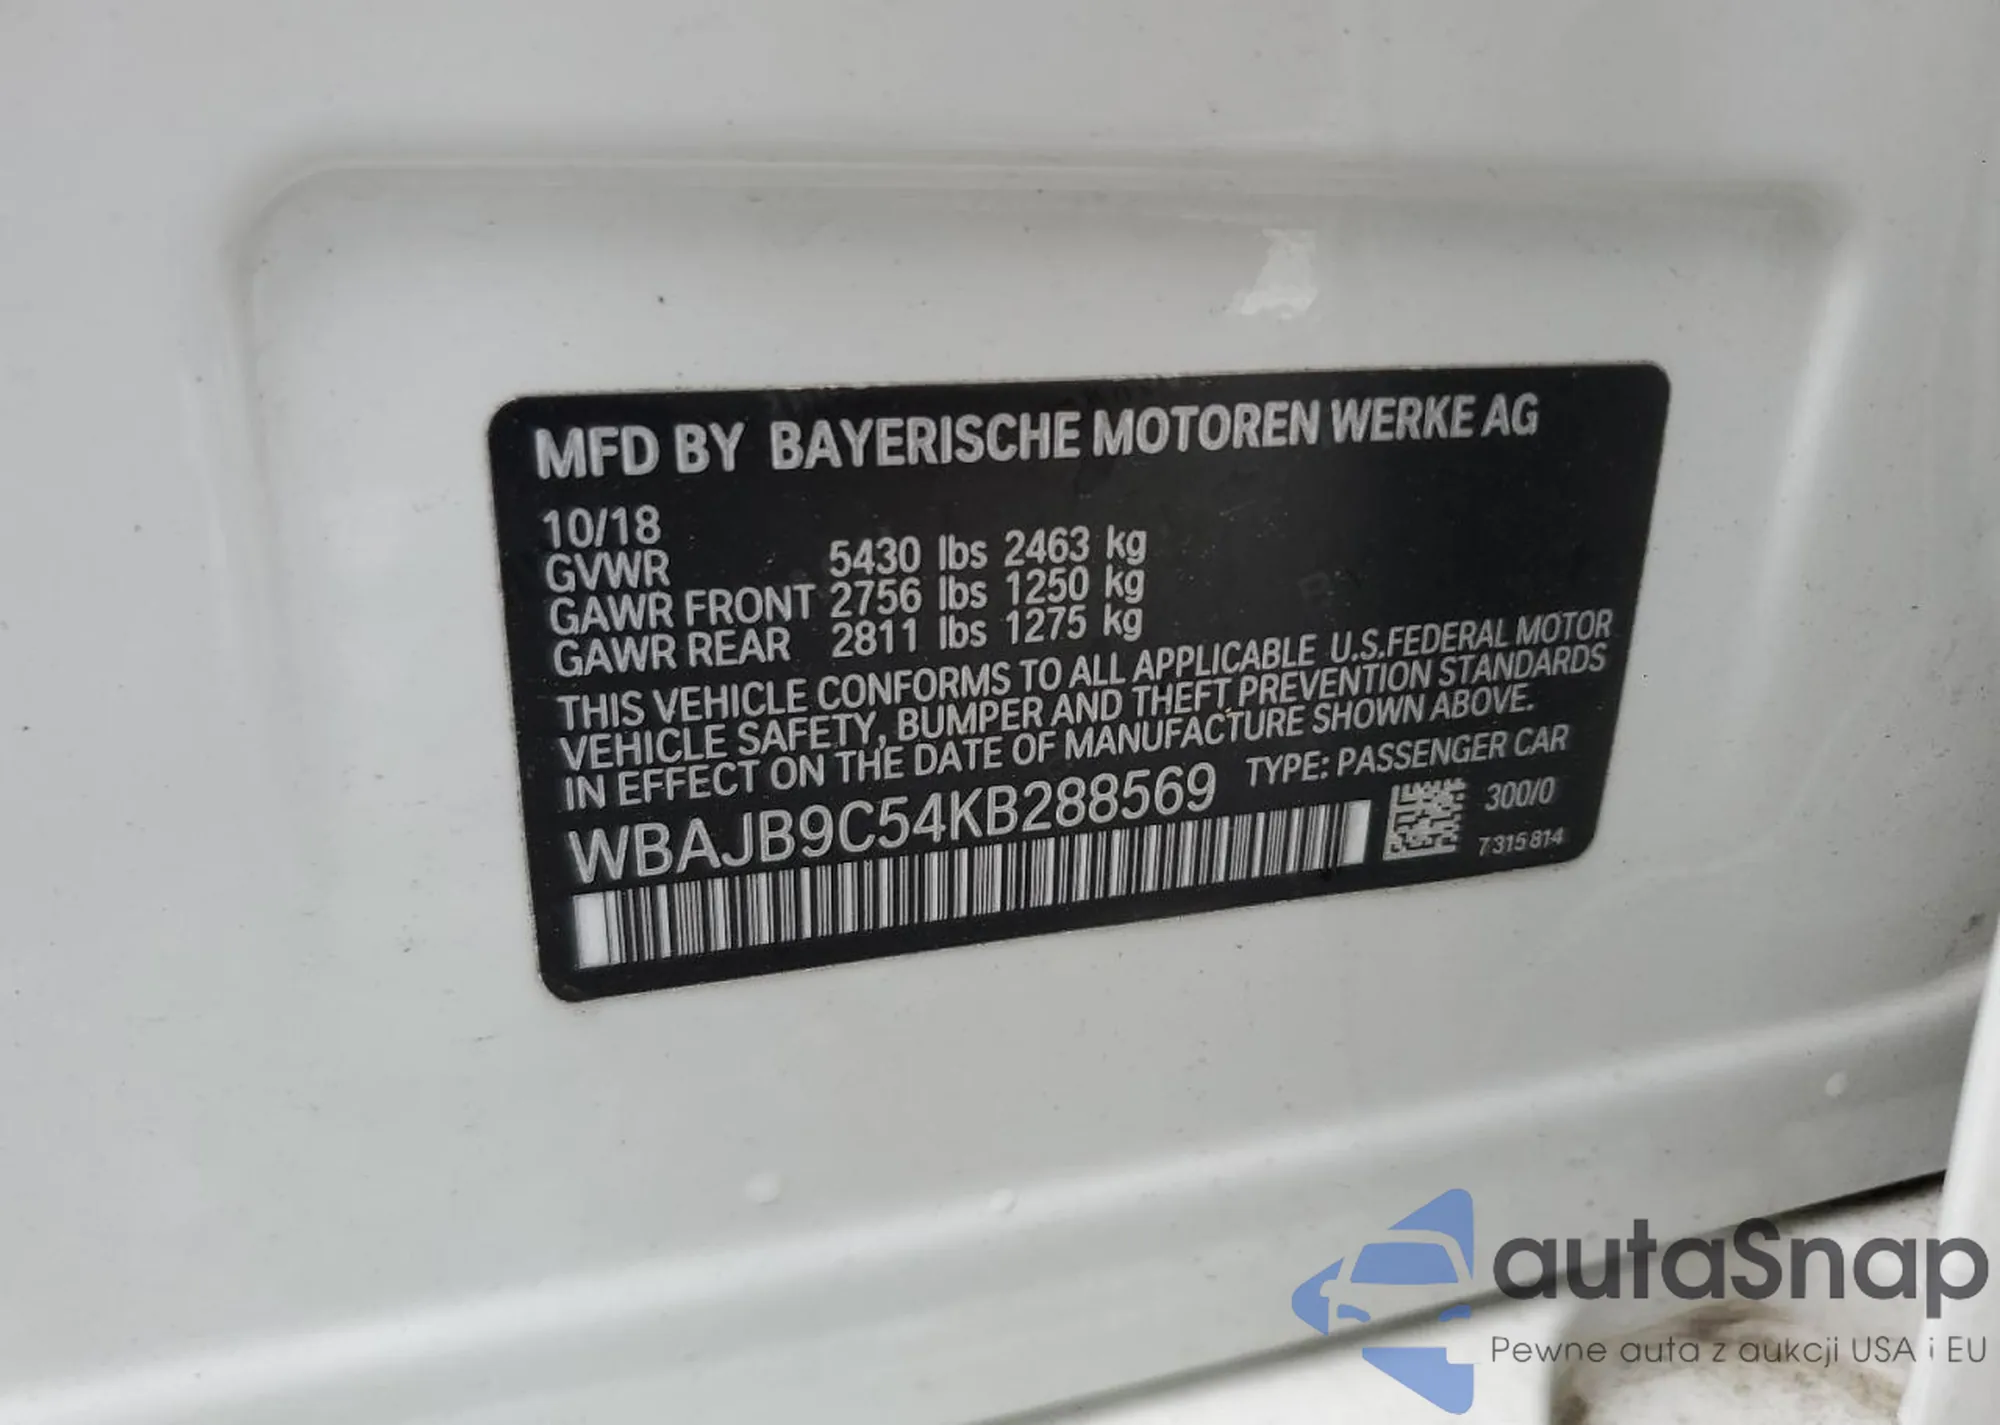 MFD BY BAYERISCHE MOTOREN WERKE AG
10/18
GVWR 5430 lbs 2463 kg
GAWR FRONT 2756 lbs 1250 kg
GAWR REAR 2811 lbs 1275 kg
THIS VEHICLE CONFORMS TO ALL APPLICABLE U.S.FEDERAL MOTOR
VEHICLE SAFETY, BUMPER AND THEFT PREVENTION STANDARDS
IN EFFECT ON THE DATE OF MANUFACTURE SHOWN ABOVE.
WBAJB9C54KB288569 TYPE: PASSENGER CAR
300/0
7315814
autaSnap
Pewne auta z aukcji USA i EU